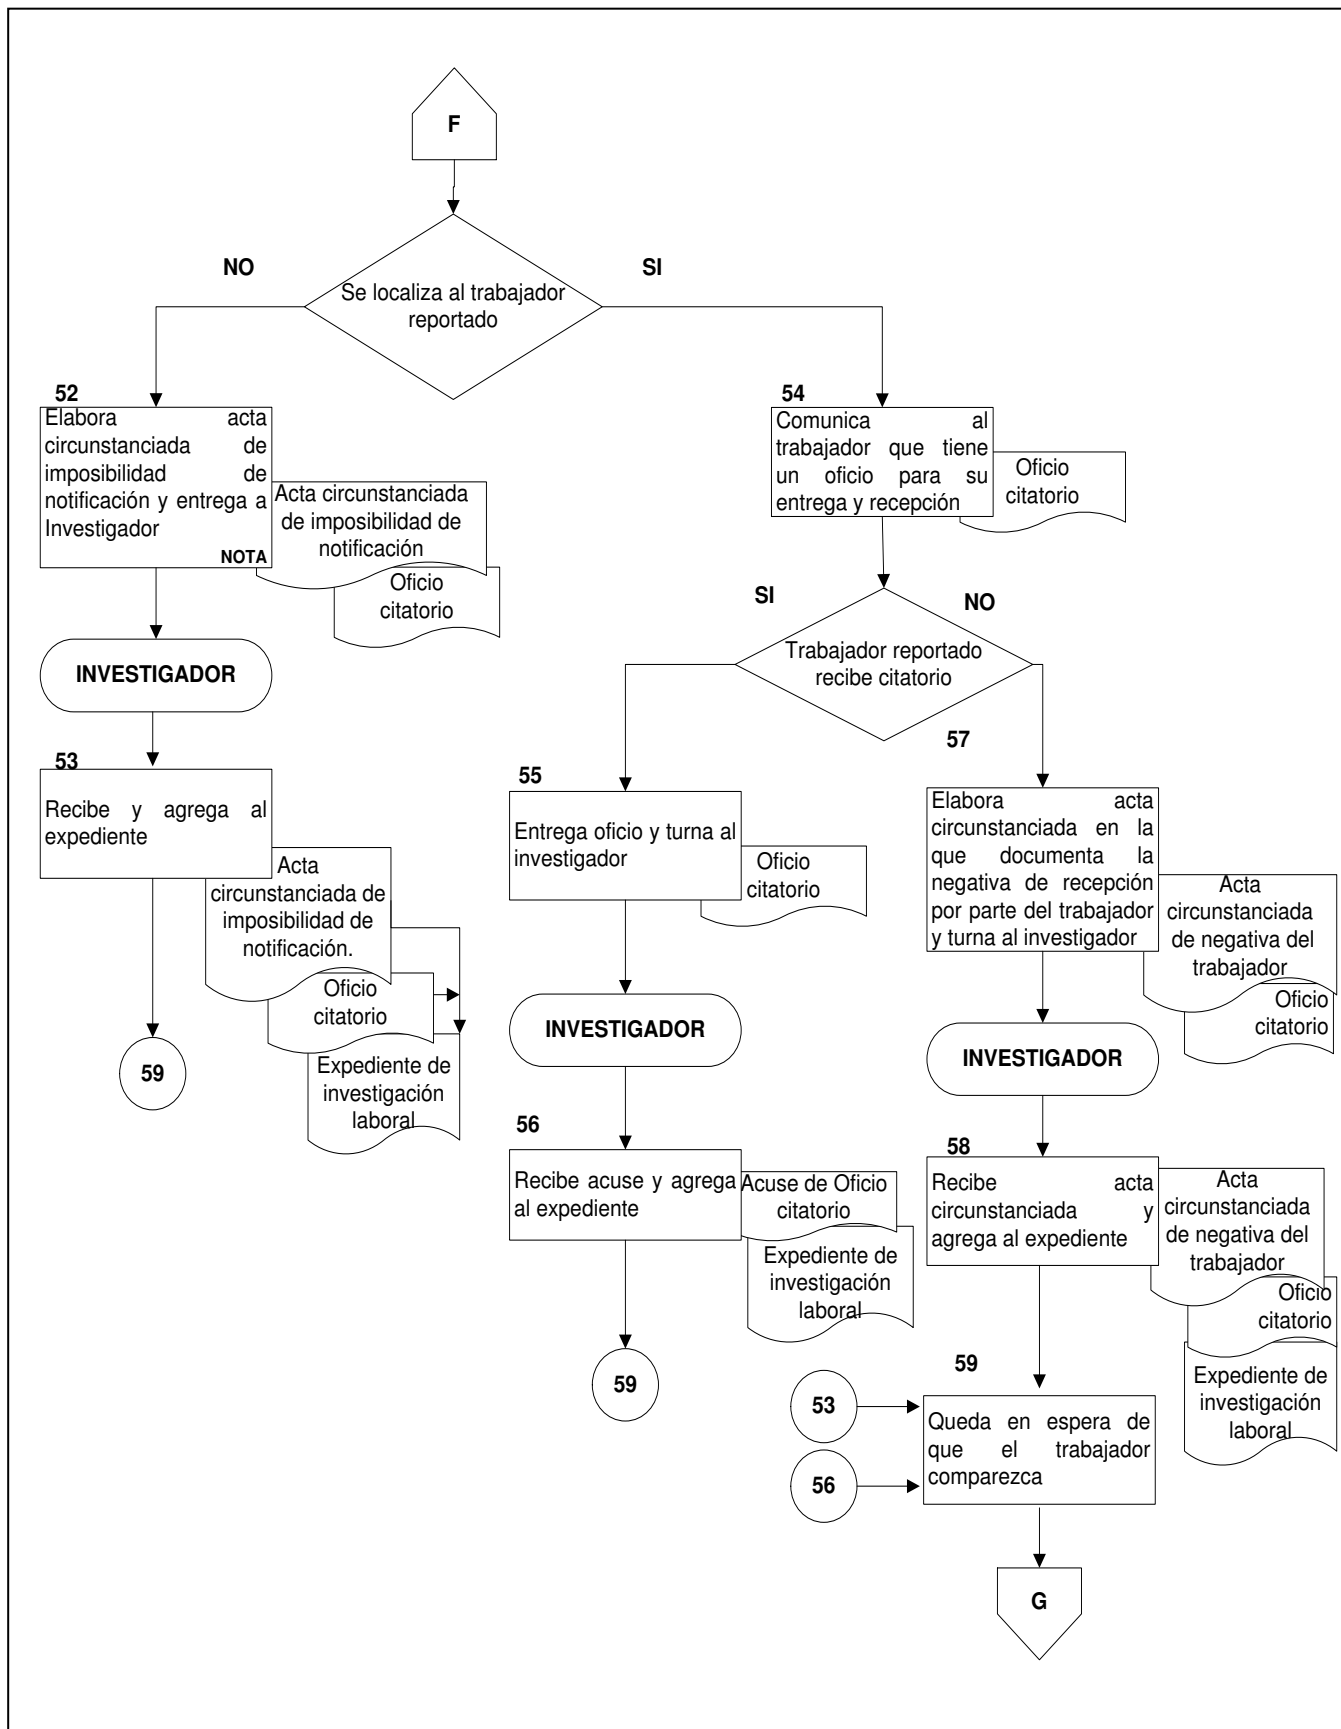 F
NO
SI
Se localiza al trabajador
reportado
52
Elabora acta
circunstanciada de
imposibilidad de
notificación y entrega a
Investigador
NOTA
Acta circunstanciada
de imposibilidad de
notificación
Oficio
citatorio
INVESTIGADOR
53
Recibe y agrega al
expediente
Acta
circunstanciada de
imposibilidad de
notificación.
Oficio
citatorio
Expediente de
investigación
laboral
59
54
Comunica al
trabajador que tiene
un oficio para su
entrega y recepción
Oficio
citatorio
SI
NO
Trabajador reportado
recibe citatorio
55
Entrega oficio y turna al
investigador
Oficio
citatorio
INVESTIGADOR
56
Recibe acuse y agrega
al expediente
Acuse de Oficio
citatorio
Expediente de
investigación
laboral
59
57
Elabora acta
circunstanciada en la
que documenta la
negativa de recepción
por parte del trabajador
y turna al investigador
Acta
circunstanciada
de negativa del
trabajador
Oficio
citatorio
INVESTIGADOR
58
Recibe acta
circunstanciada y
agrega al expediente
Acta
circunstanciada
de negativa del
trabajador
Oficio
citatorio
Expediente de
investigación
laboral
59
53
56
Queda en espera de
que el trabajador
comparezca
G